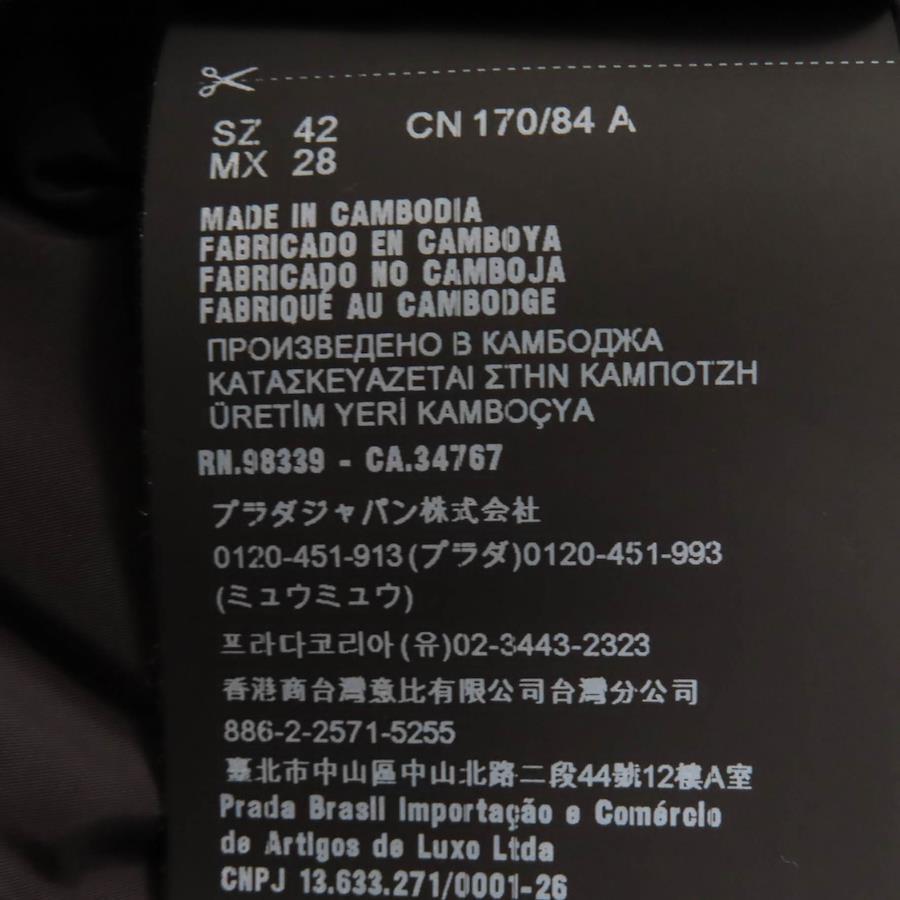 SZ 42 CN 170/84 A
MX 28
MADE IN CAMBODIA
FABRICADO EN CAMBOYA
FABRICADO NO CAMBOJA
FABRIQUÉ AU CAMBODGE
ПРОИЗВЕДЕНО В КАМБОДЖА
ΚΑΤΑΣΚΕΥΑΖΕΤΑΙ ΣΤΗΝ ΚΑΜΠΟΤΖΗ
ÜRETİM YERİ KAMBOÇYA
RN.98339 - CA.34767
プラダジャパン株式会社
0120-451-913(プラダ)0120-451-993
(ミュウミュウ)
프라다코리아(유)02-3443-2323
香港商台灣意比有限公司台灣分公司
886-2-2571-5255
臺北市中山區中山北路二段44號12樓A室
Prada Brasil Importação e Comércio
de Artigos de Luxo Ltda
CNPJ 13.633.271/0001-26